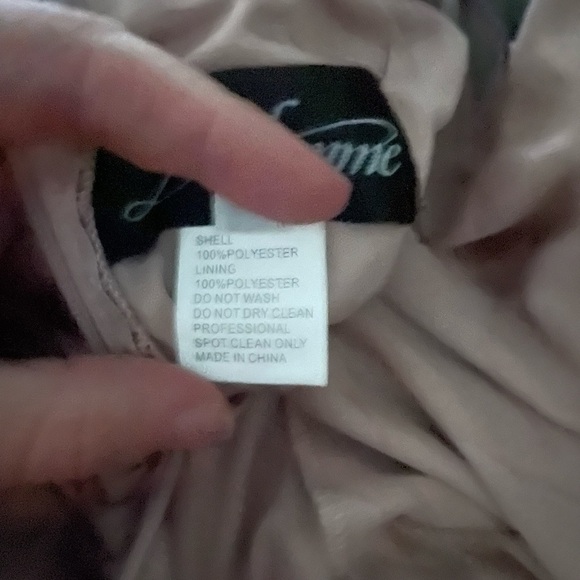 SHELL
100%POLYESTER
LINING
100%POLYESTER
DO NOT WASH
DO NOT DRY CLEAN
PROFESSIONAL
SPOT CLEAN ONLY
MADE IN CHINA